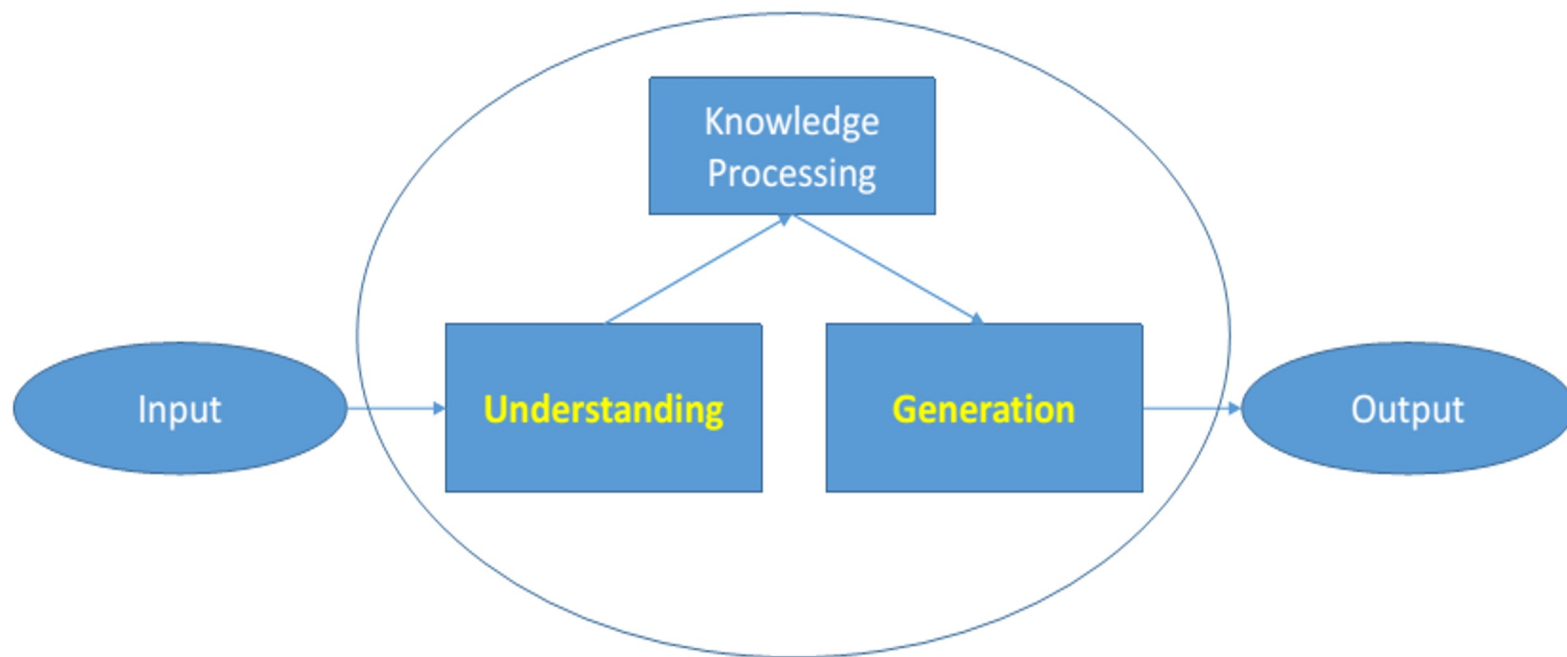 Knowledge
Processing
Input
Understanding
Generation
Output